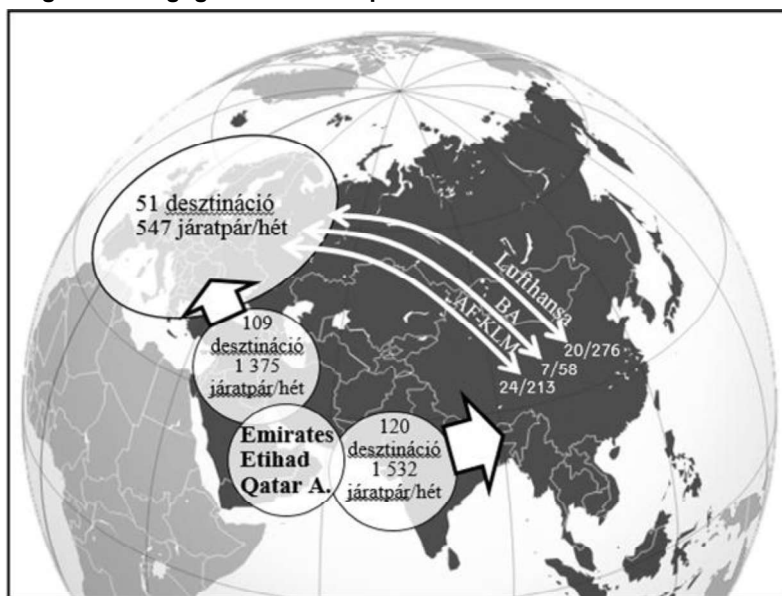 51 desztináció
547 járatpár/hét
Lufthansa
BA
AF-KLM
20/276
7/58
24/213
109
desztináció
1 375
járatpár/hét
Emirates
Etihad
Qatar A.
120
desztináció
1 532
járatpár/hét